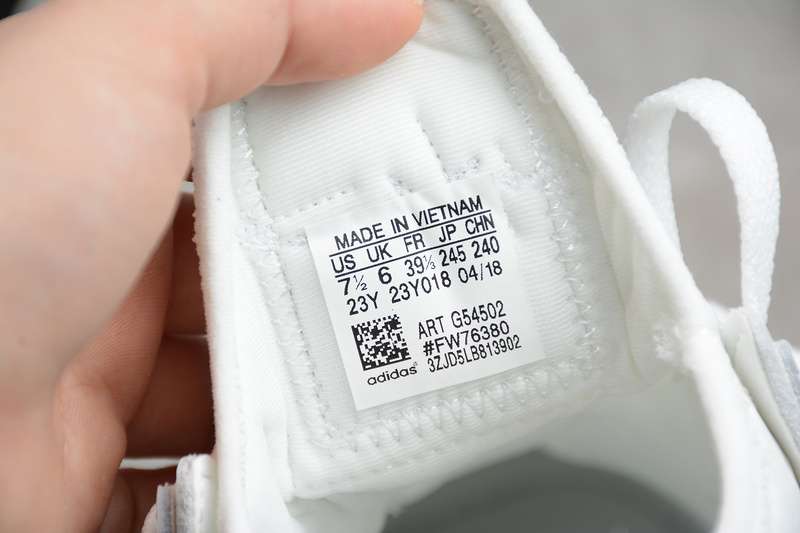 MADE IN VIETNAM
US UK FR JP CHN
7½ 6 39⅓ 245 240
23Y 23Y018 04/18
ART G54502
#FW76380
3ZJD5LB813902
adidas